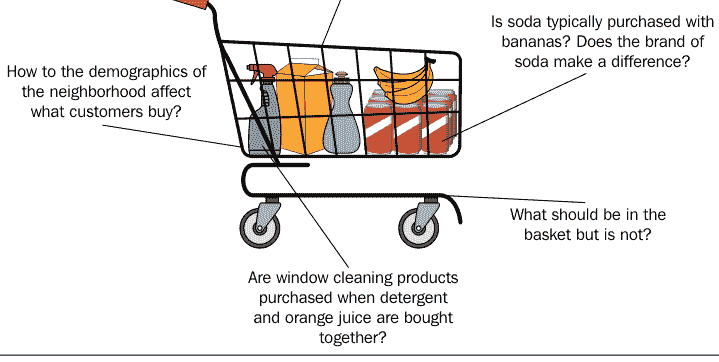 Is soda typically purchased with
bananas? Does the brand of
soda make a difference?
How to the demographics of
the neighborhood affect
what customers buy?
What should be in the
basket but is not?
Are window cleaning products
purchased when detergent
and orange juice are bought
together?